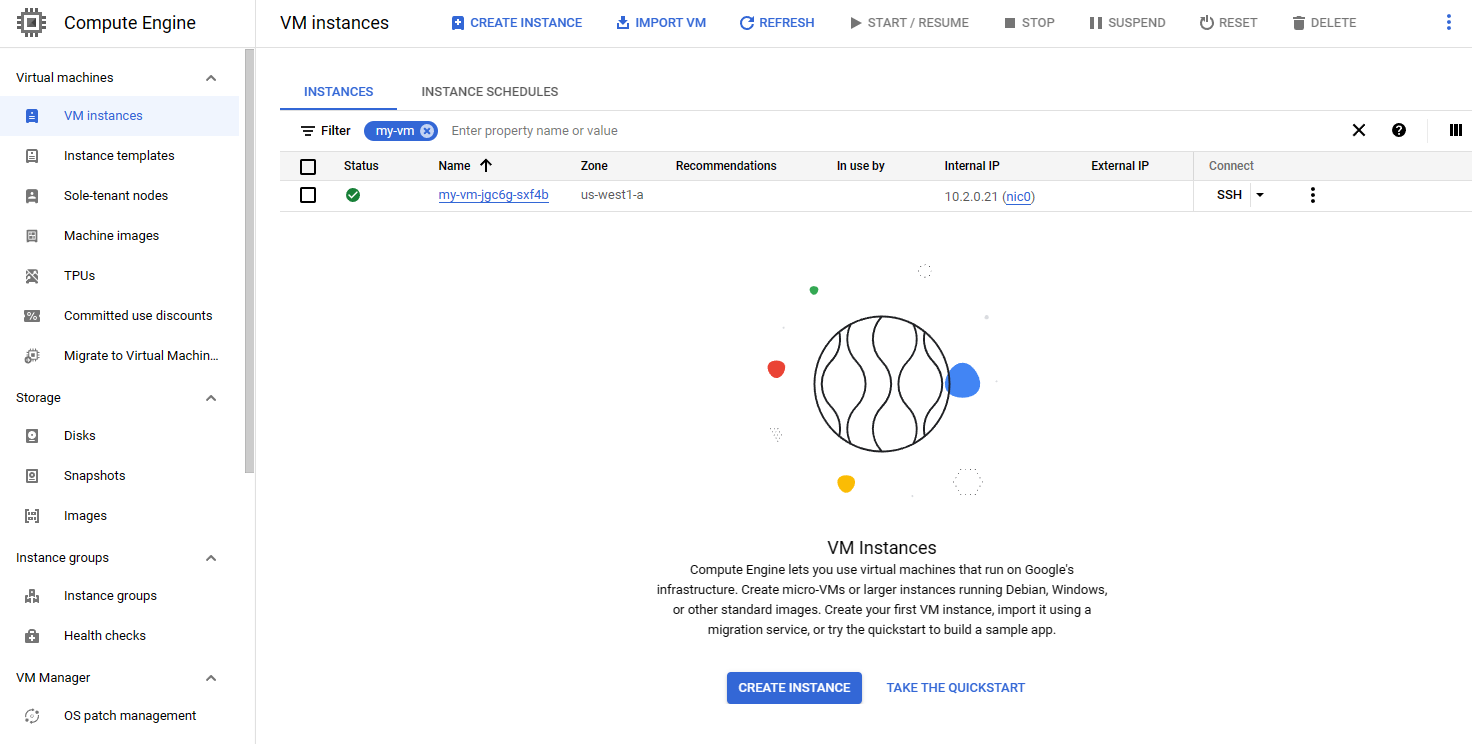 Compute Engine
VM instances
CREATE INSTANCE
IMPORT VM
REFRESH
START / RESUME
STOP
SUSPEND
RESET
DELETE
Virtual machines
VM instances
Instance templates
Sole-tenant nodes
Machine images
TPUs
Committed use discounts
Migrate to Virtual Machin...
Storage
Disks
Snapshots
Images
Instance groups
Instance groups
Health checks
VM Manager
OS patch management
INSTANCES
INSTANCE SCHEDULES
Filter
my-vm
Enter property name or value
Status
Name
Zone
Recommendations
In use by
Internal IP
External IP
Connect
my-vm-jgc6g-sxf4b
us-west1-a
10.2.0.21 (nic0)
SSH
VM Instances
Compute Engine lets you use virtual machines that run on Google's
infrastructure. Create micro-VMs or larger instances running Debian, Windows,
or other standard images. Create your first VM instance, import it using a
migration service, or try the quickstart to build a sample app.
CREATE INSTANCE
TAKE THE QUICKSTART